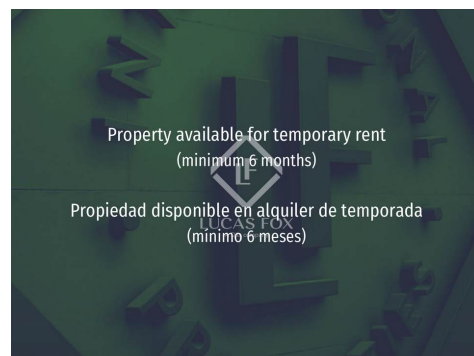 Property available for temporary rent
(minimum 6 months)
LF
Propiedad disponible en alquiler de temporada
LUCAS FOX
(minimo 6 meses)